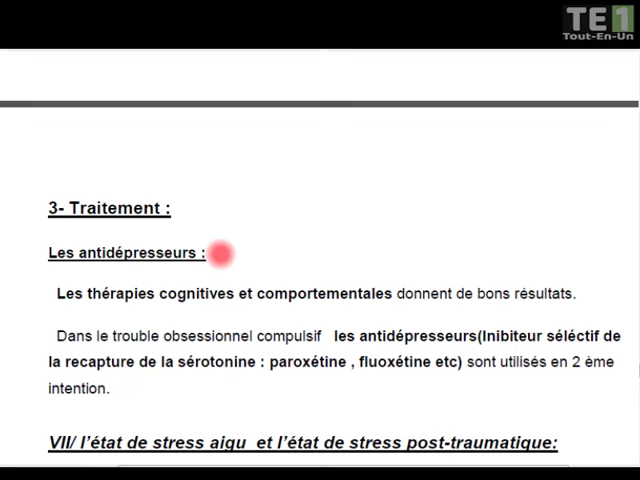 TE1
Tout-En-Un
3- Traitement :
Les antidépresseurs :
Les thérapies cognitives et comportementales donnent de bons résultats.
Dans le trouble obsessionnel compulsif les antidépresseurs(Inibiteur séléctif de
la recapture de la sérotonine : paroxétine , fluoxétine etc) sont utilisés en 2 ème
intention.
VII/ l'état de stress aigu et l'état de stress post-traumatique: